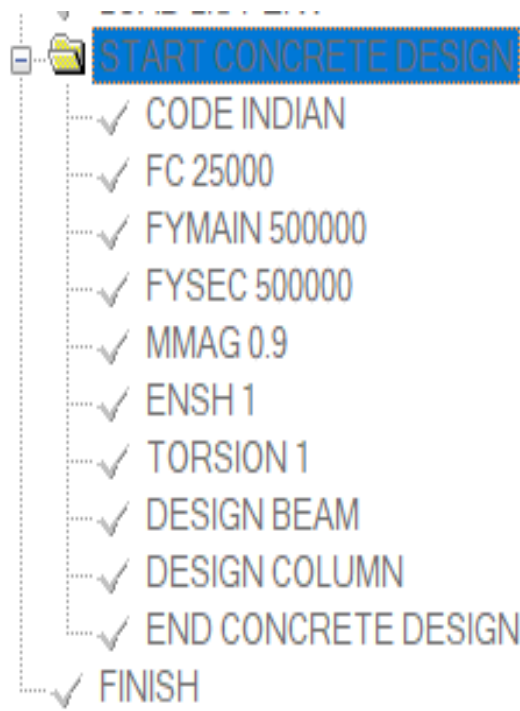 START CONCRETE DESIGN
CODE INDIAN
FC 25000
FYMAIN 500000
FYSEC 500000
MMAG 0.9
ENSH 1
TORSION 1
DESIGN BEAM
DESIGN COLUMN
END CONCRETE DESIGN
FINISH